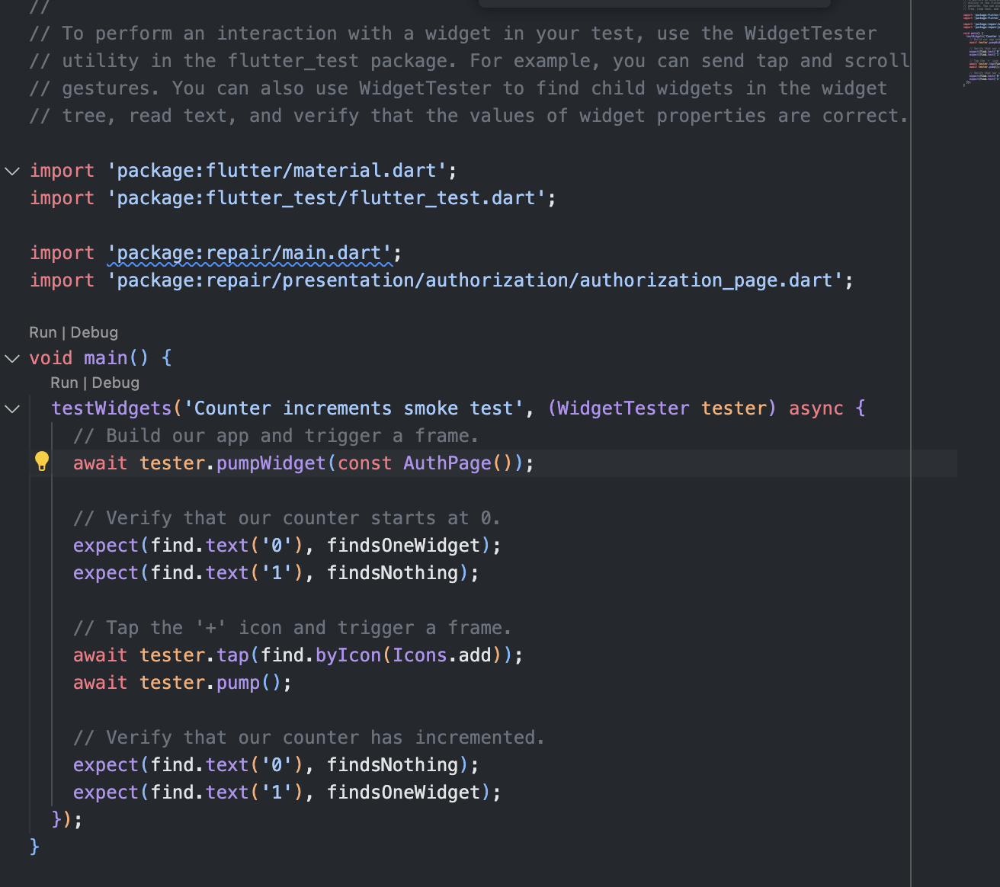 //
// To perform an interaction with a widget in your test, use the WidgetTester
// utility in the flutter_test package. For example, you can send tap and scroll
// gestures. You can also use WidgetTester to find child widgets in the widget
// tree, read text, and verify that the values of widget properties are correct.
import 'package:flutter/material.dart';
import 'package:flutter_test/flutter_test.dart';
import 'package:repair/main.dart';
import 'package:repair/presentation/authorization/authorization_page.dart';
Run | Debug
void main() {
Run | Debug
testWidgets('Counter increments smoke test', (WidgetTester tester) async {
// Build our app and trigger a frame.
await tester.pumpWidget(const AuthPage());
// Verify that our counter starts at 0.
expect(find.text('0'), findsOneWidget);
expect(find.text('1'), findsNothing);
// Tap the '+' icon and trigger a frame.
await tester.tap(find.byIcon(Icons.add));
await tester.pump();
// Verify that our counter has incremented.
expect(find.text('0'), findsNothing);
expect(find.text('1'), findsOneWidget);
});
}